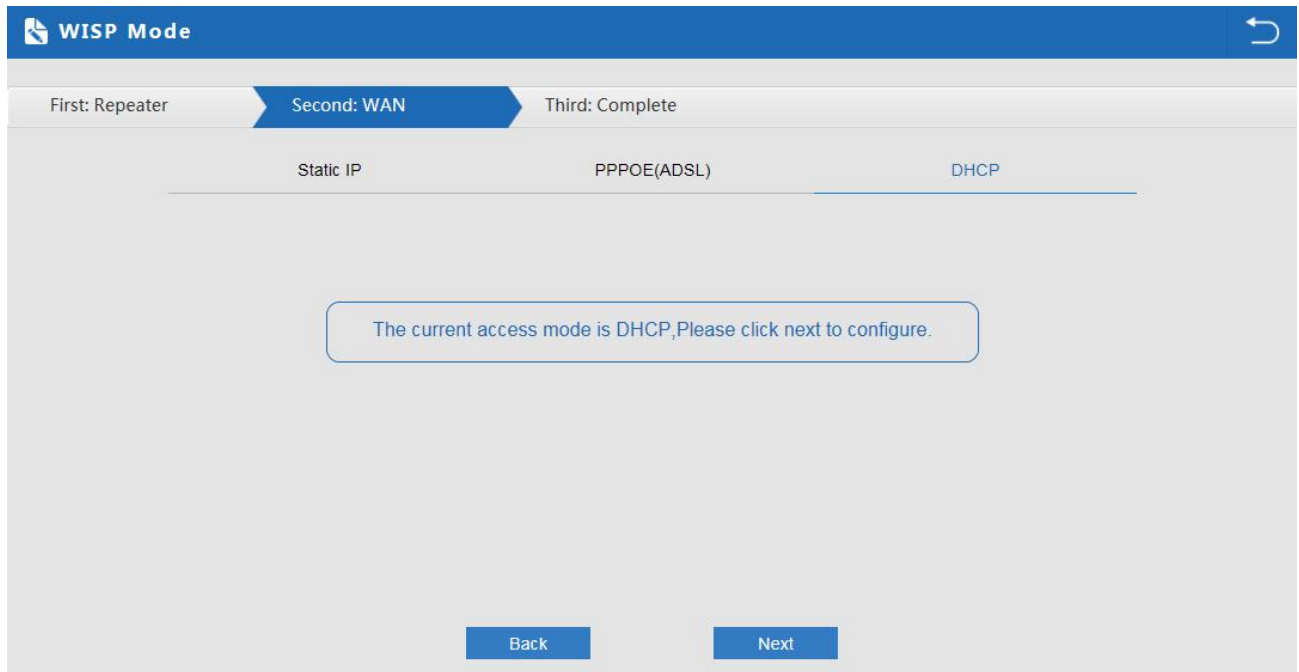 WISP Mode
First: Repeater Second: WAN Third: Complete
Static IP PPPOE(ADSL) DHCP
The current access mode is DHCP,Please click next to configure.
Back Next